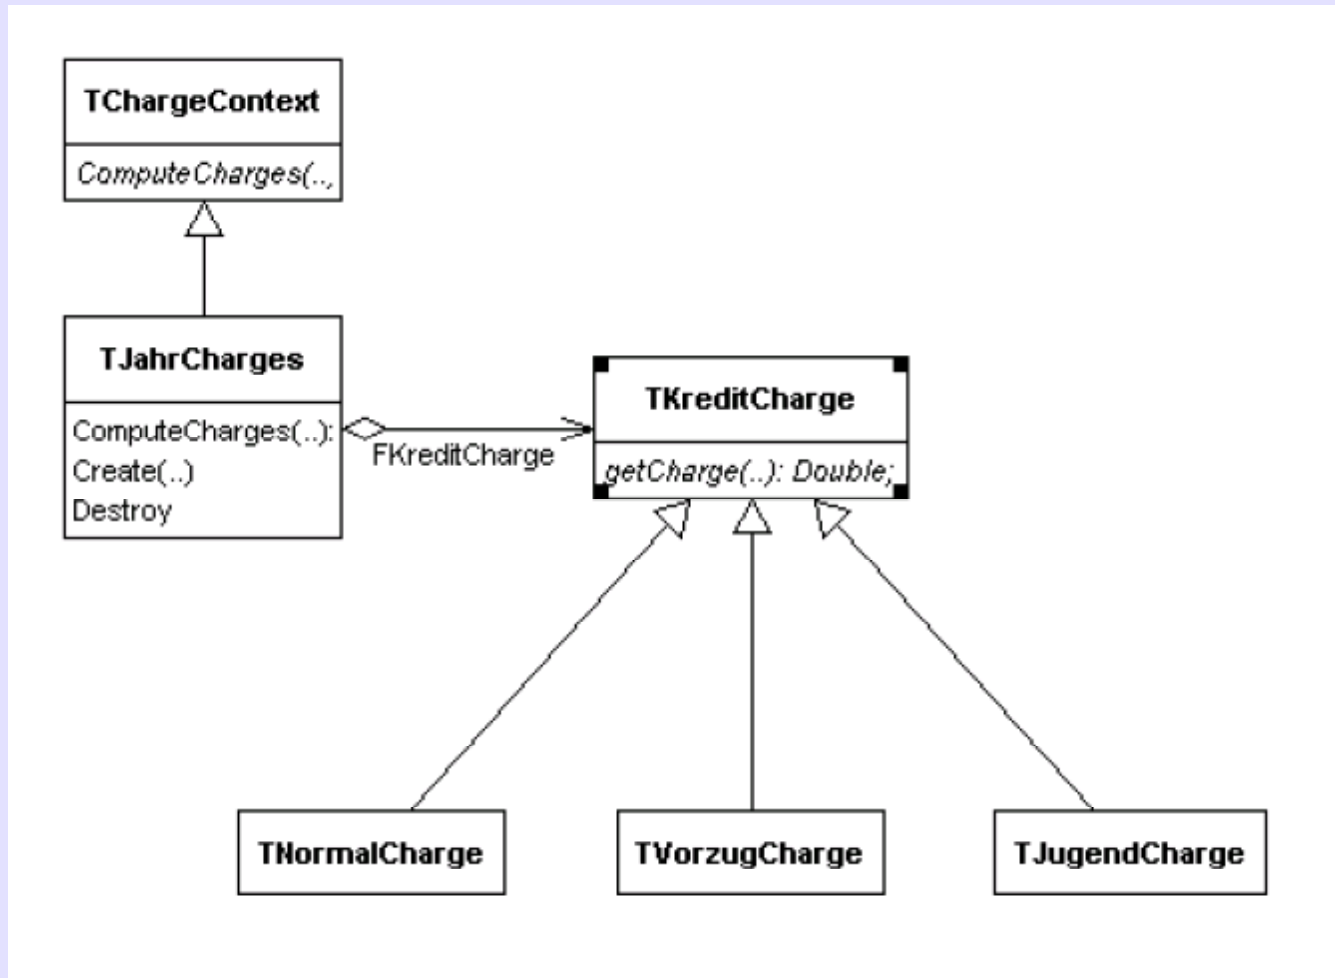 TChargeContext
ComputeCharges(..,
TJahrCharges
ComputeCharges(..):
Create(..)
Destroy
FKreditCharge
TKreditCharge
getCharge(..): Double;
TNormalCharge
TVorzugCharge
TJugendCharge